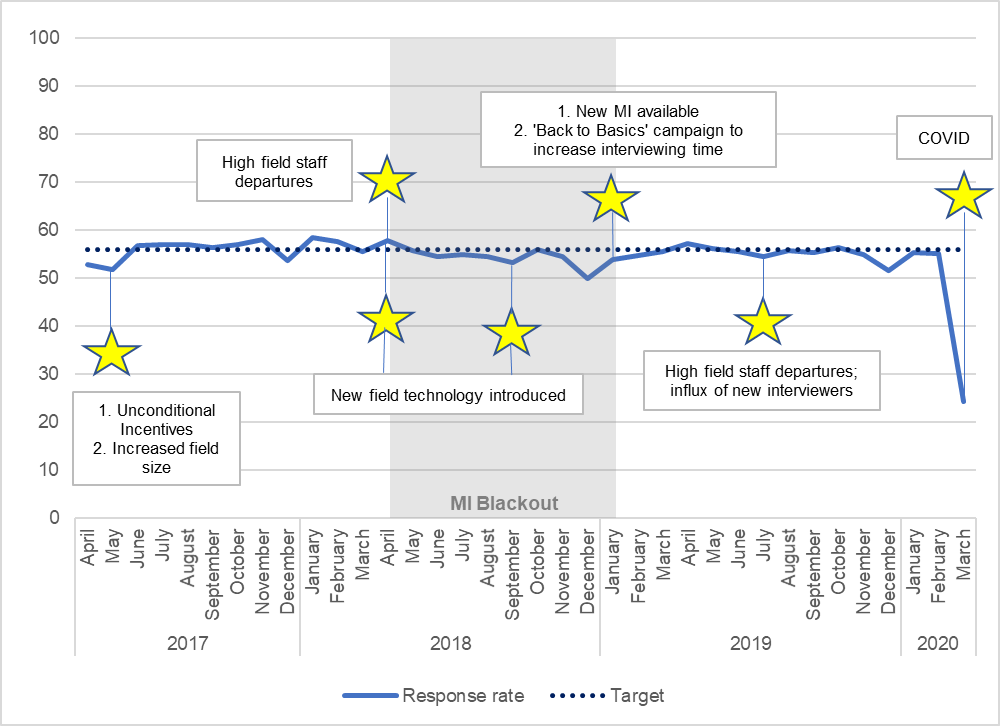 100
90
80
70
60
50
40
30
20
10
0
High field staff
departures
1. New MI available
2. 'Back to Basics' campaign to
increase interviewing time
COVID
1. Unconditional
Incentives
2. Increased field
size
New field technology introduced
High field staff departures;
influx of new interviewers
MI Blackout
April
May
June
July
August
September
October
November
December
January
February
March
April
May
June
July
August
September
October
November
December
January
February
March
April
May
June
July
August
September
October
November
December
January
February
March
2017
2018
2019
2020
Response rate
Target